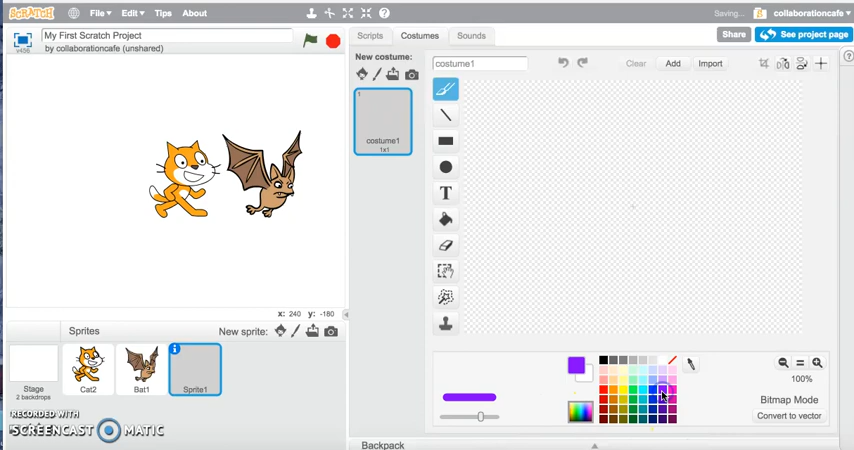 SCRATCH File Edit Tips About Saving... collaborationcafe
v456 My First Scratch Project
by collaborationcafe (unshared)
Scripts Costumes Sounds
Share See project page
New costume:
costume1 Clear Add Import
1
costume1
1x1
T
x: 240 y: -180
Sprites New sprite:
Stage
2 backdrops
Cat2 Bat1 Sprite1
100%
Bitmap Mode
Convert to vector
RECORDED WITH
SCREENCAST MATIC
Backpack